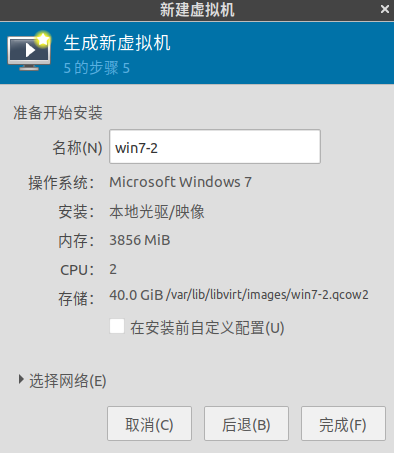 新建虚拟机
生成新虚拟机
5 的步骤 5
准备开始安装
名称(N) win7-2
操作系统： Microsoft Windows 7
安装： 本地光驱/映像
内存： 3856 MiB
CPU： 2
存储： 40.0 GiB /var/lib/libvirt/images/win7-2.qcow2
在安装前自定义配置(U)
选择网络(E)
取消(C) 后退(B) 完成(F)